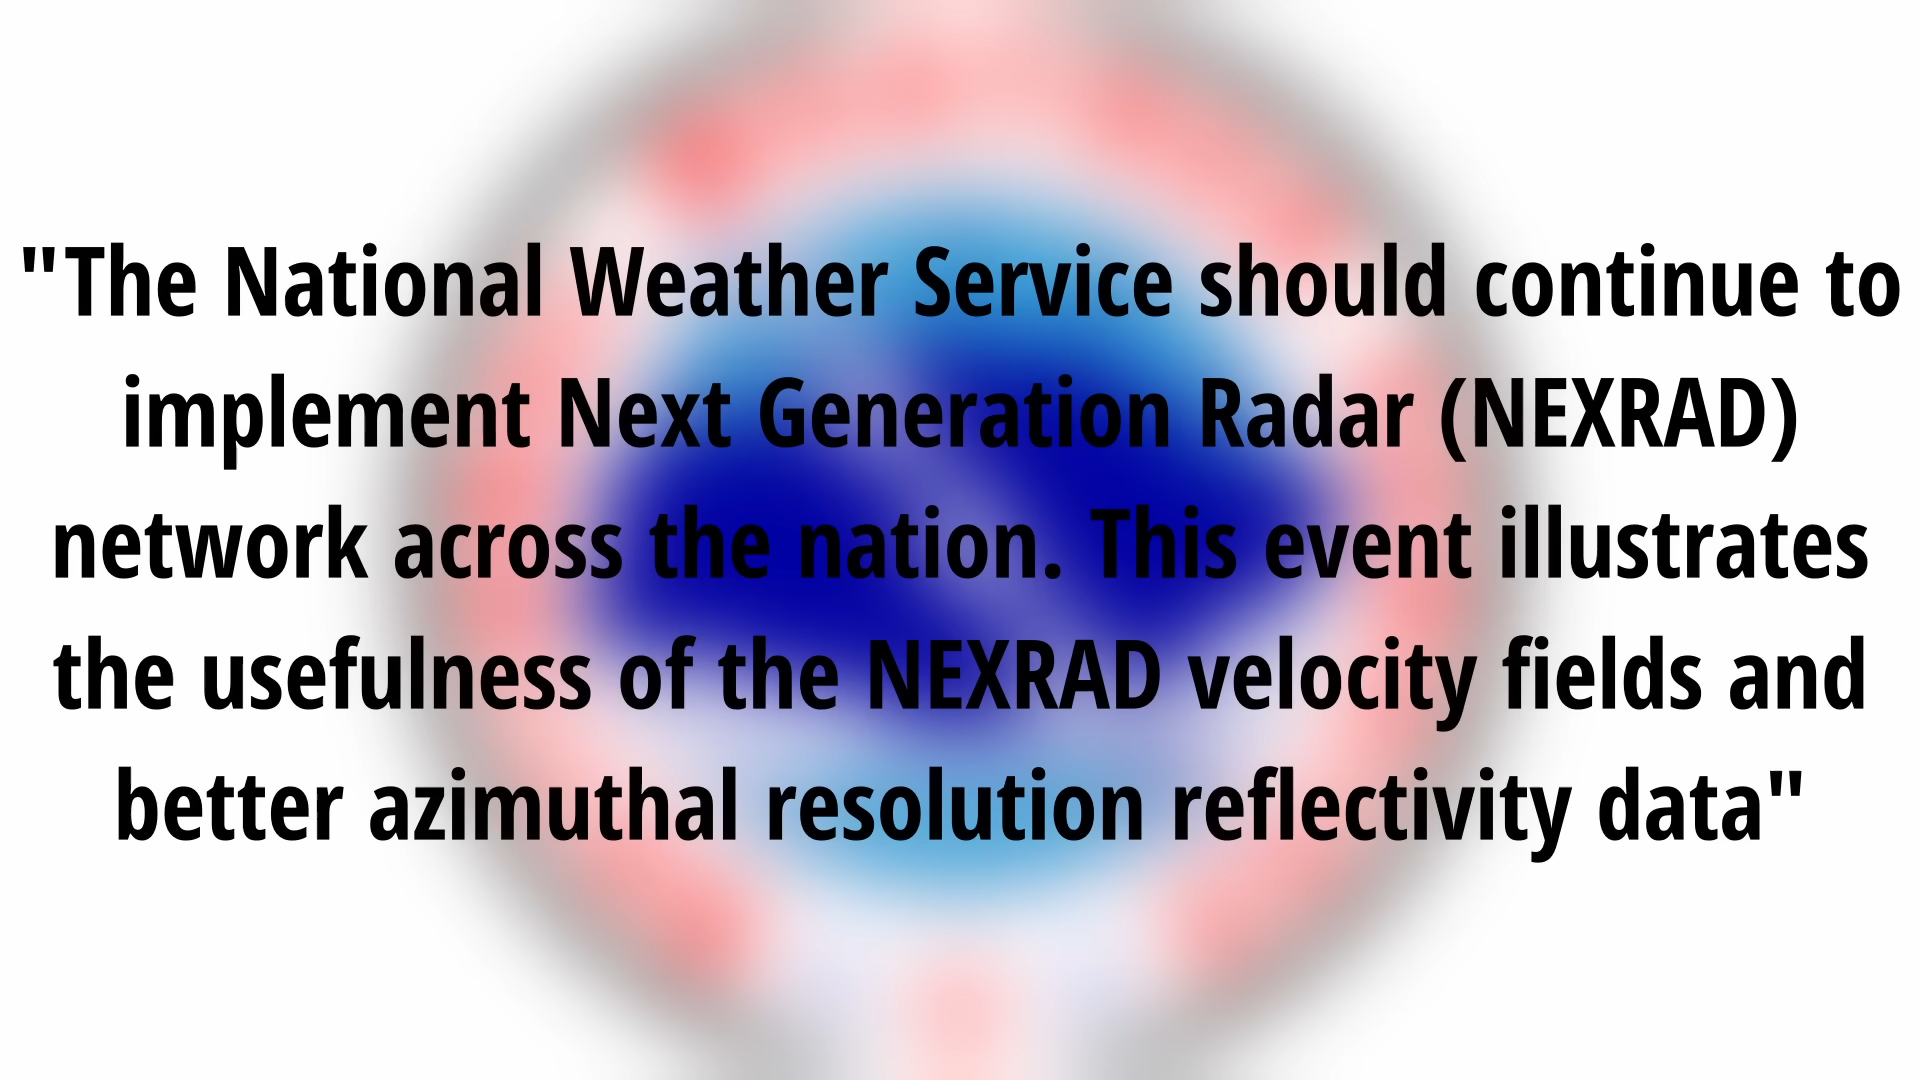 "The National Weather Service should continue to
implement Next Generation Radar (NEXRAD)
network across the nation. This event illustrates
the usefulness of the NEXRAD velocity fields and
better azimuthal resolution reflectivity data"